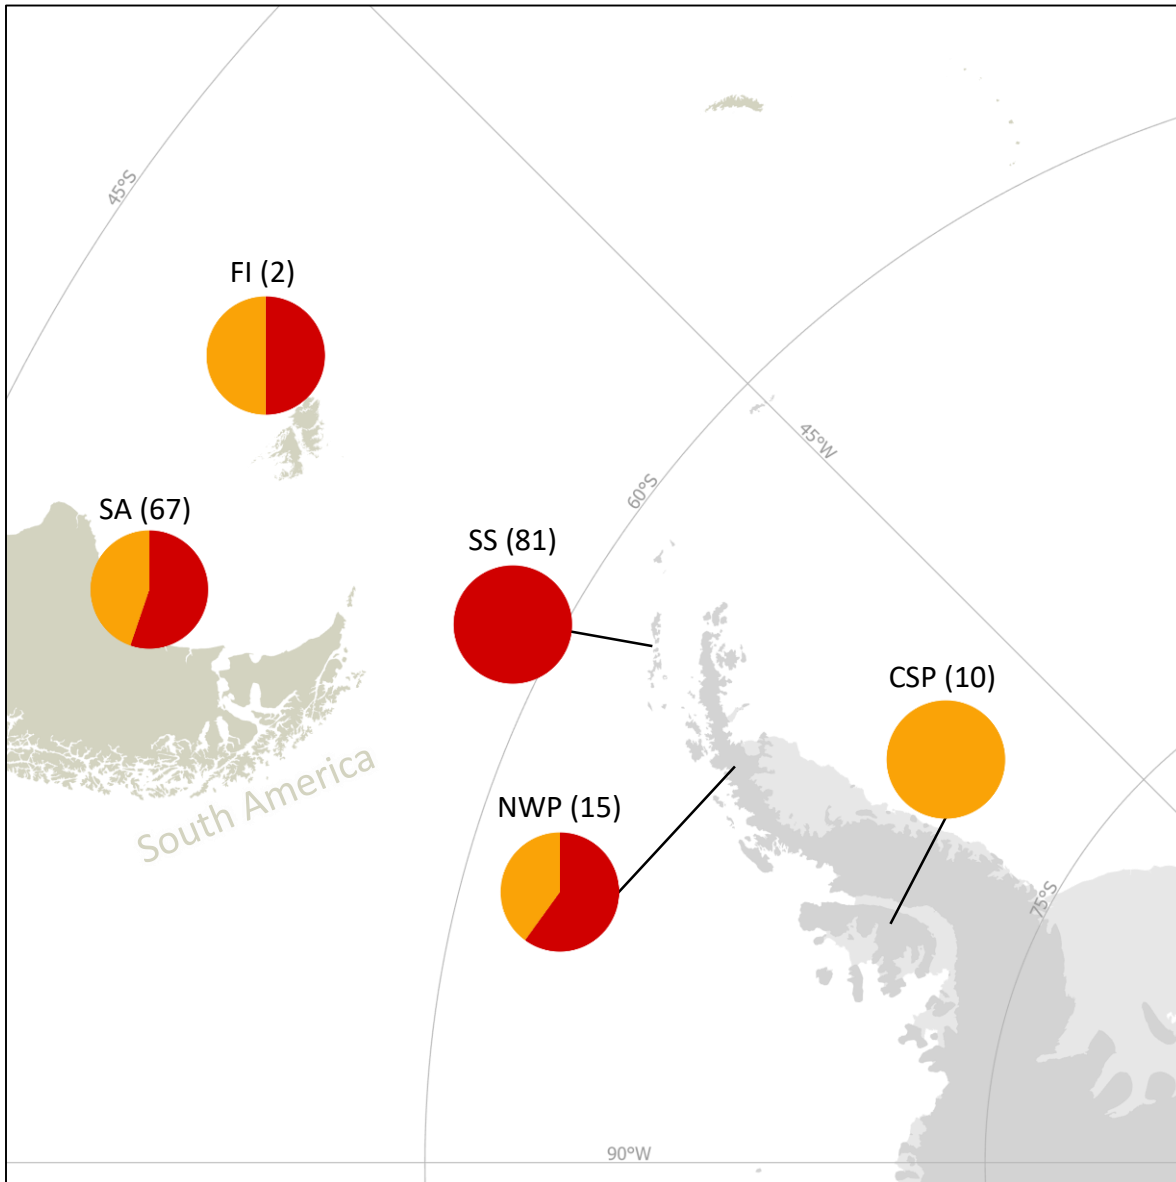 45°S
FI (2)
45°W
60°S
SA (67)
SS (81)
CSP (10)
South America
NWP (15)
75°S
90°W